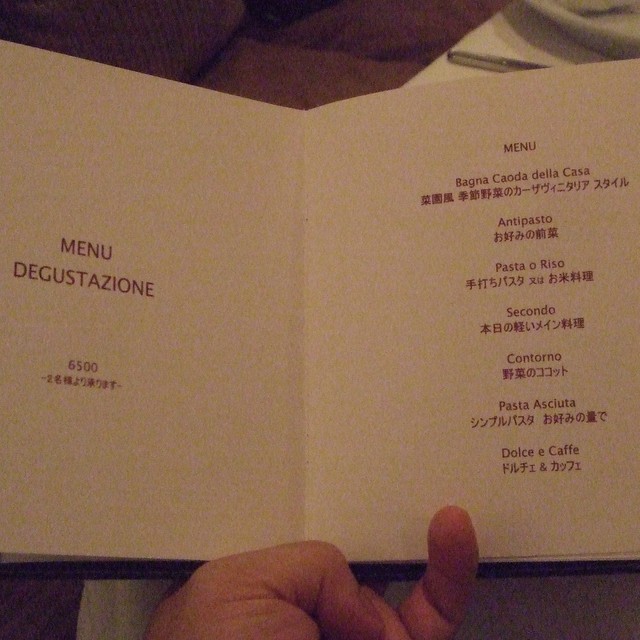 MENU
DEGUSTAZIONE
6500
-2名様より承ります-
MENU
Bagna Caoda della Casa
菜園風 季節野菜のカーザヴィニタリア スタイル
Antipasto
お好みの前菜
Pasta o Riso
手打ちパスタ 又は お米料理
Secondo
本日の軽いメイン料理
Contorno
野菜のココット
Pasta Asciuta
シンプルパスタ お好みの量で
Dolce e Caffe
ドルチェ & カッフェ